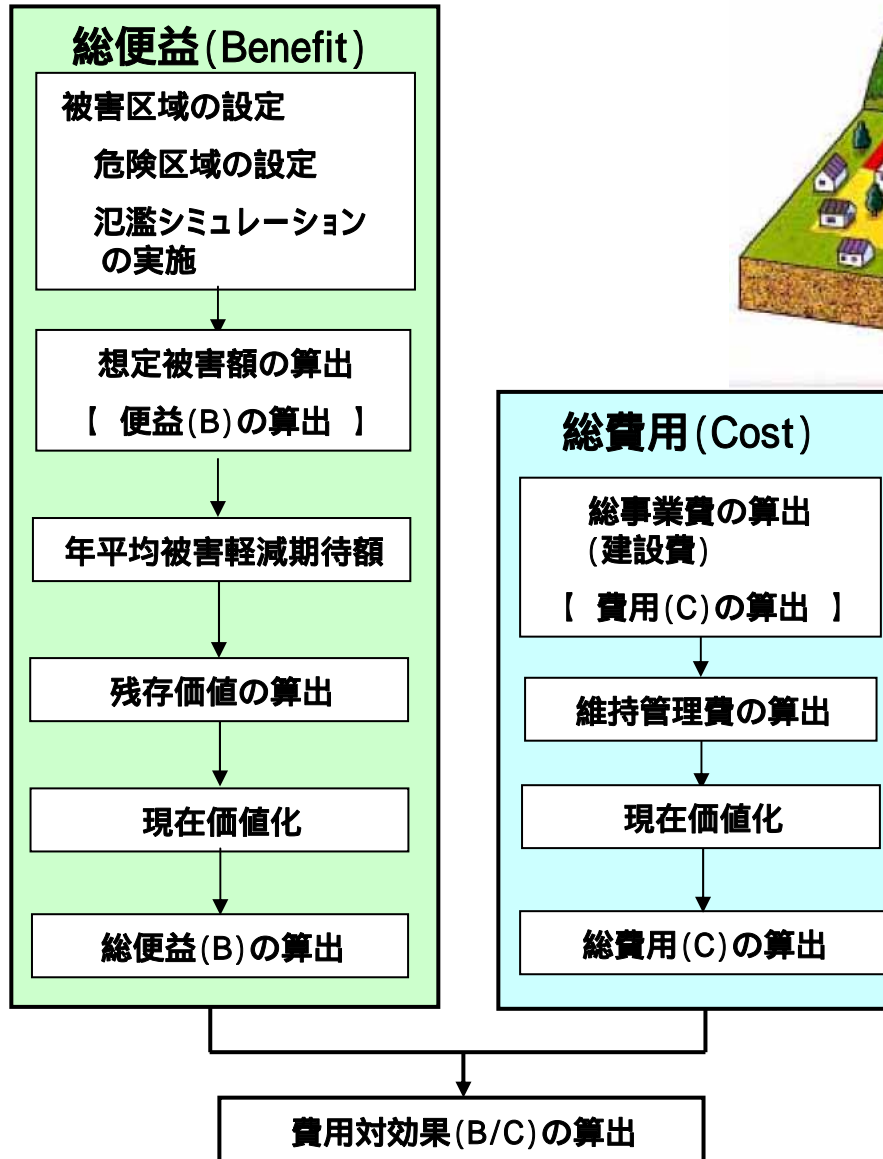 総便益(Benefit)
被害区域の設定
危険区域の設定
氾濫シミュレーション
の実施
想定被害額の算出
【 便益(B)の算出 】
年平均被害軽減期待額
残存価値の算出
現在価値化
総便益(B)の算出
総費用(Cost)
総事業費の算出
(建設費)
【 費用(C)の算出 】
維持管理費の算出
現在価値化
総費用(C)の算出
費用対効果(B/C)の算出